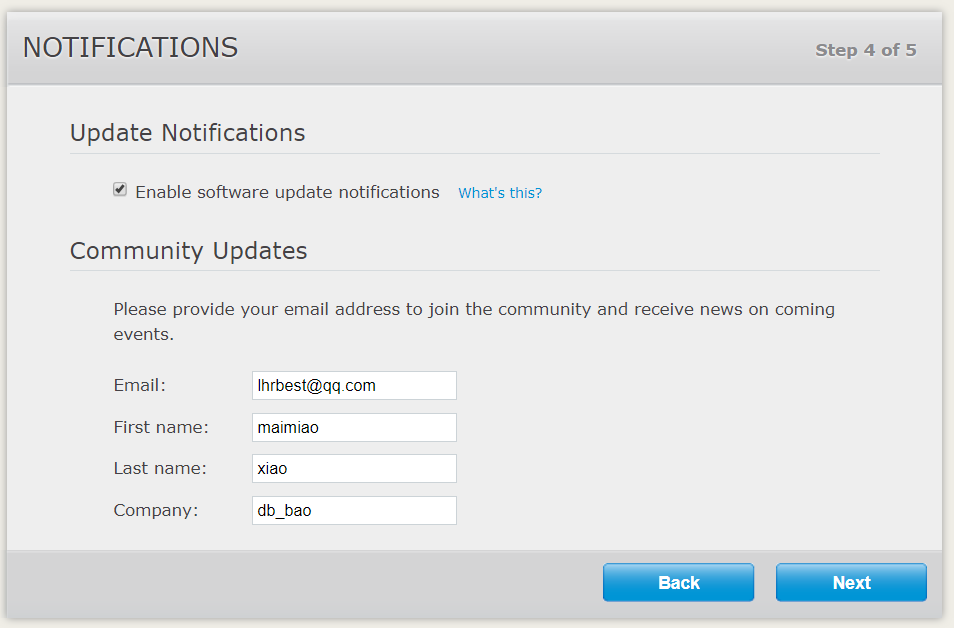 NOTIFICATIONS
Step 4 of 5
Update Notifications
Enable software update notifications What's this?
Community Updates
Please provide your email address to join the community and receive news on coming
events.
Email: lhrbest@qq.com
First name: maimiao
Last name: xiao
Company: db_bao
Back Next